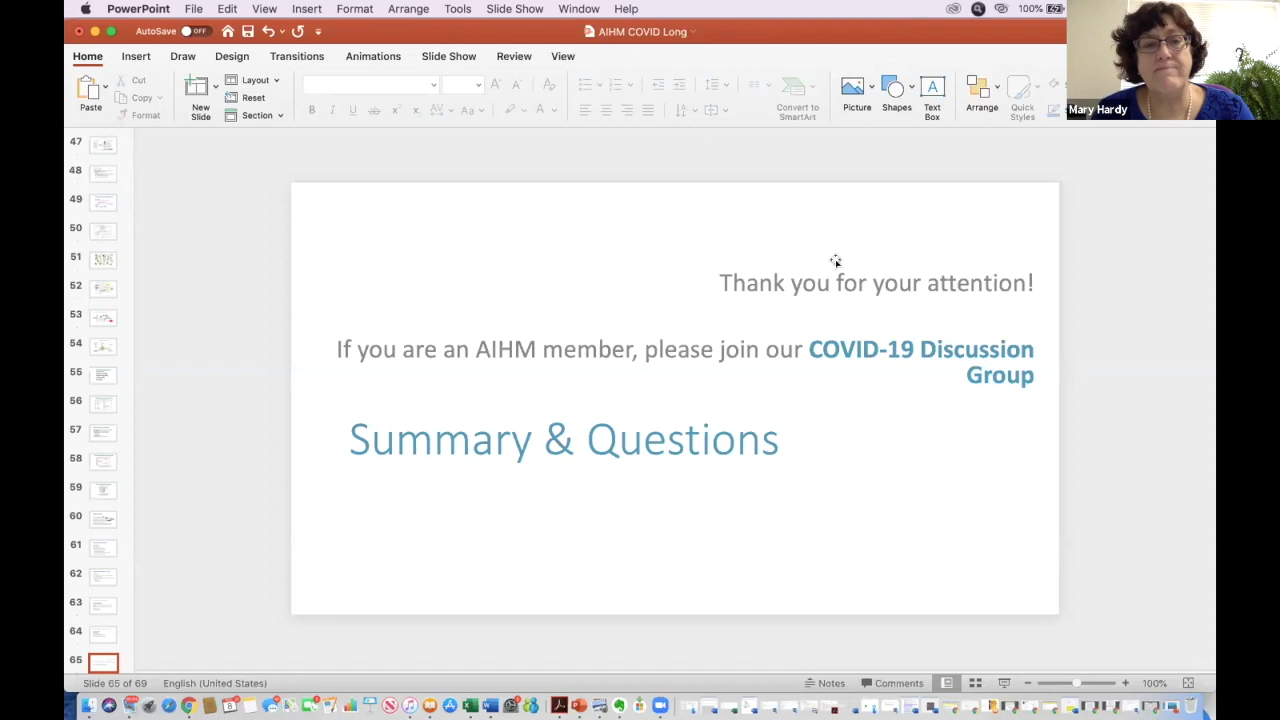 PowerPoint File Edit View Insert Format Arrange Tools Slide Show Window Help 100%
AutoSave OFF AIHM COVID Long
Home Insert Draw Design Transitions Animations Slide Show Review View
Paste
Cut
Copy
Format
New
Slide
Layout
Reset
Section
B I U ab x² x₂ AV Aa A
Convert to
SmartArt
Picture
Shapes
Text
Box
Arrange
Quick
Styles
Mary Hardy
47
48
49
50
51
52
53
54
55
56
57
58
59
60
61
62
63
64
65
Thank you for your attention!
If you are an AIHM member, please join our COVID-19 Discussion
Group
Summary & Questions
Slide 65 of 69 English (United States) Notes Comments 100%